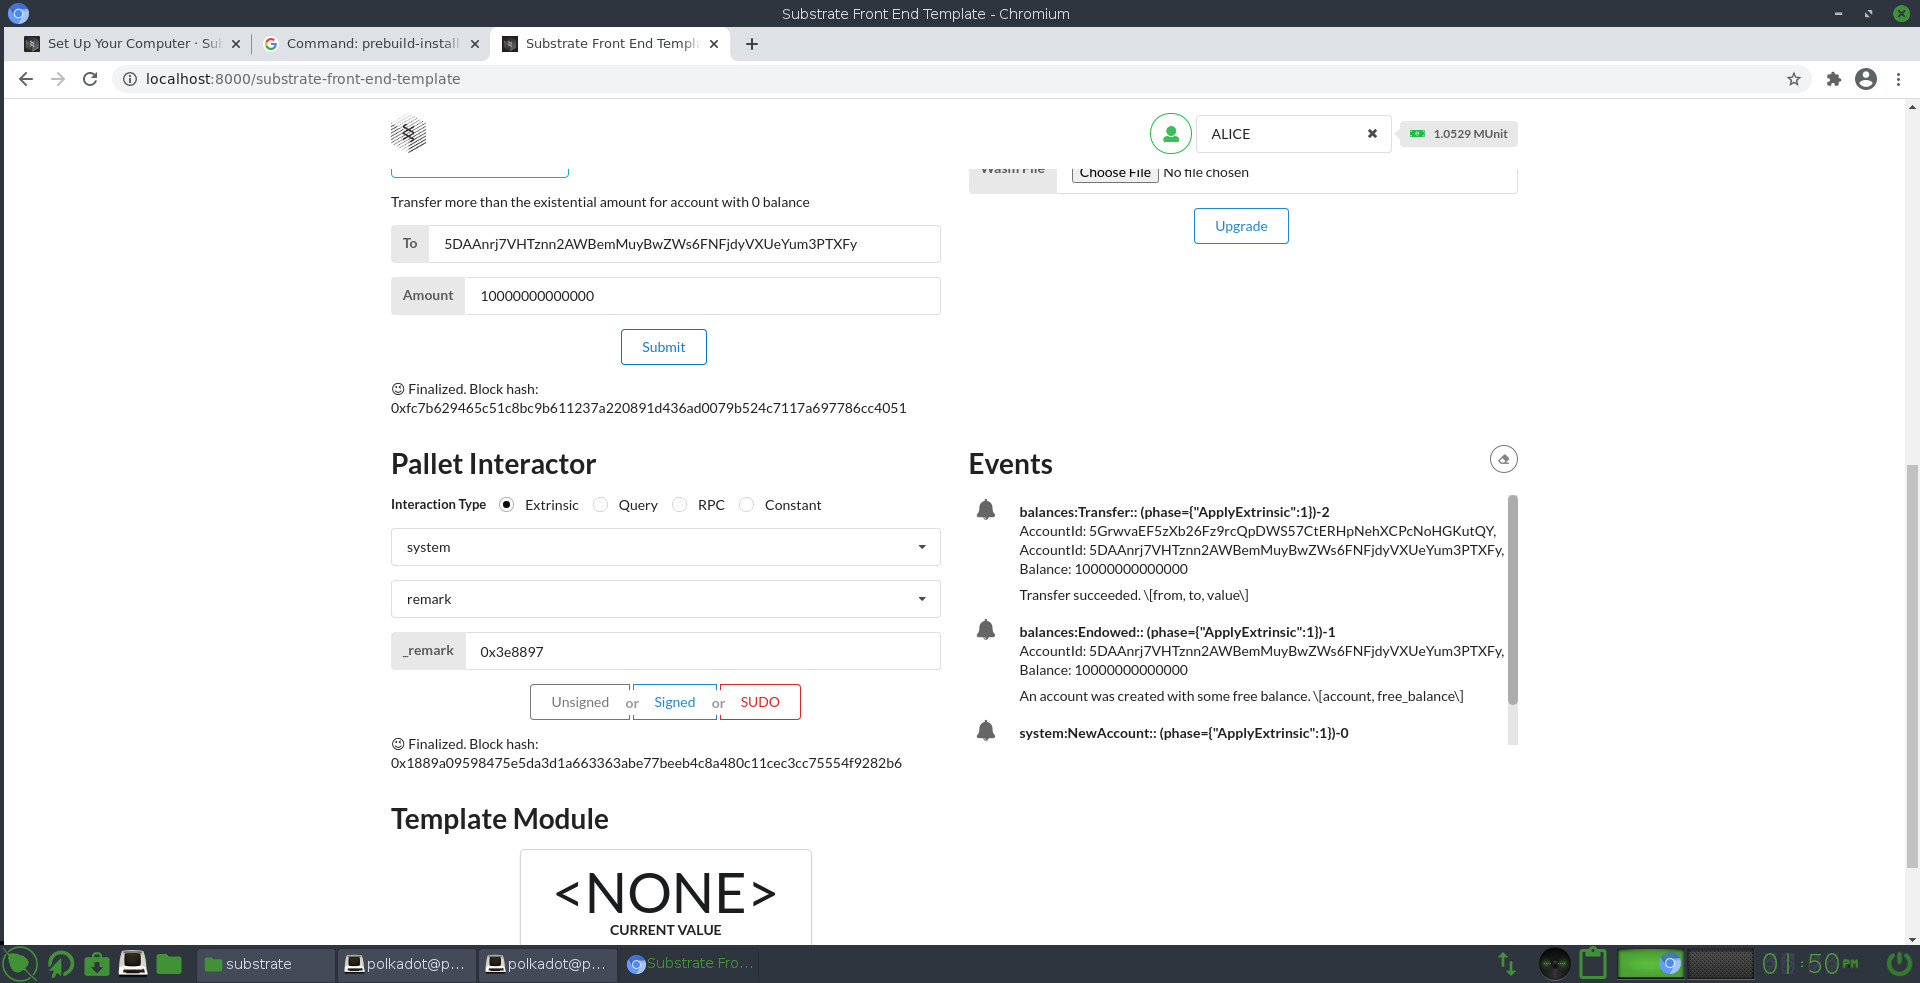 Substrate Front End Template - Chromium
Set Up Your Computer · Sub
Command: prebuild-install
Substrate Front End Templa
localhost:8000/substrate-front-end-template
ALICE
1.0529 MUnit
Transfer more than the existential amount for account with 0 balance
To
5DAAnrj7VHTznn2AWBemMuyBwZWs6FNFjdyVXUeYum3PTXFy
Amount
10000000000000
Submit
😉 Finalized. Block hash:
0xfc7b629465c51c8bc9b611237a220891d436ad0079b524c7117a697786cc4051
Wasm File
Choose File No file chosen
Upgrade
Pallet Interactor
Interaction Type Extrinsic Query RPC Constant
system
remark
_remark
0x3e8897
Unsigned or Signed or SUDO
😉 Finalized. Block hash:
0x1889a09598475e5da3d1a663363abe77beeb4c8a480c11cec3cc75554f9282b6
Events
balances:Transfer:: (phase={"ApplyExtrinsic":1})-2
AccountId: 5GrwvaEF5zXb26Fz9rcQpDWS57CtERHpNehXCPcNoHGKutQY,
AccountId: 5DAAnrj7VHTznn2AWBemMuyBwZWs6FNFjdyVXUeYum3PTXFy,
Balance: 10000000000000
Transfer succeeded. \[from, to, value\]
balances:Endowed:: (phase={"ApplyExtrinsic":1})-1
AccountId: 5DAAnrj7VHTznn2AWBemMuyBwZWs6FNFjdyVXUeYum3PTXFy,
Balance: 10000000000000
An account was created with some free balance. \[account, free_balance\]
system:NewAccount:: (phase={"ApplyExtrinsic":1})-0
Template Module
<NONE>
CURRENT VALUE
substrate
polkadot@p...
polkadot@p...
Substrate Fro...
01:50 PM